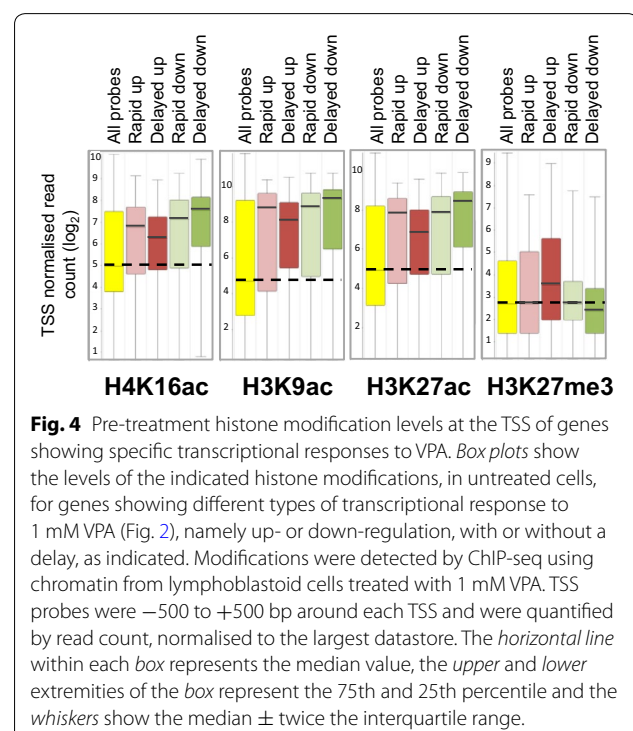 All probes
Rapid up
Delayed up
Rapid down
Delayed down
All probes
Rapid up
Delayed up
Rapid down
Delayed down
All probes
Rapid up
Delayed up
Rapid down
Delayed down
All probes
Rapid up
Delayed up
Rapid down
Delayed down
TSS normalised read
count (log2)
10
9
8
7
6
5
4
3
2
1
10
8
6
4
2
10
8
6
4
2
9
8
7
6
5
4
3
2
1
H4K16ac H3K9ac H3K27ac H3K27me3
Fig. 4 Pre-treatment histone modification levels at the TSS of genes
showing specific transcriptional responses to VPA. Box plots show
the levels of the indicated histone modifications, in untreated cells,
for genes showing different types of transcriptional response to
1 mM VPA (Fig. 2), namely up- or down-regulation, with or without a
delay, as indicated. Modifications were detected by ChIP-seq using
chromatin from lymphoblastoid cells treated with 1 mM VPA. TSS
probes were −500 to +500 bp around each TSS and were quantified
by read count, normalised to the largest datastore. The horizontal line
within each box represents the median value, the upper and lower
extremities of the box represent the 75th and 25th percentile and the
whiskers show the median ± twice the interquartile range.